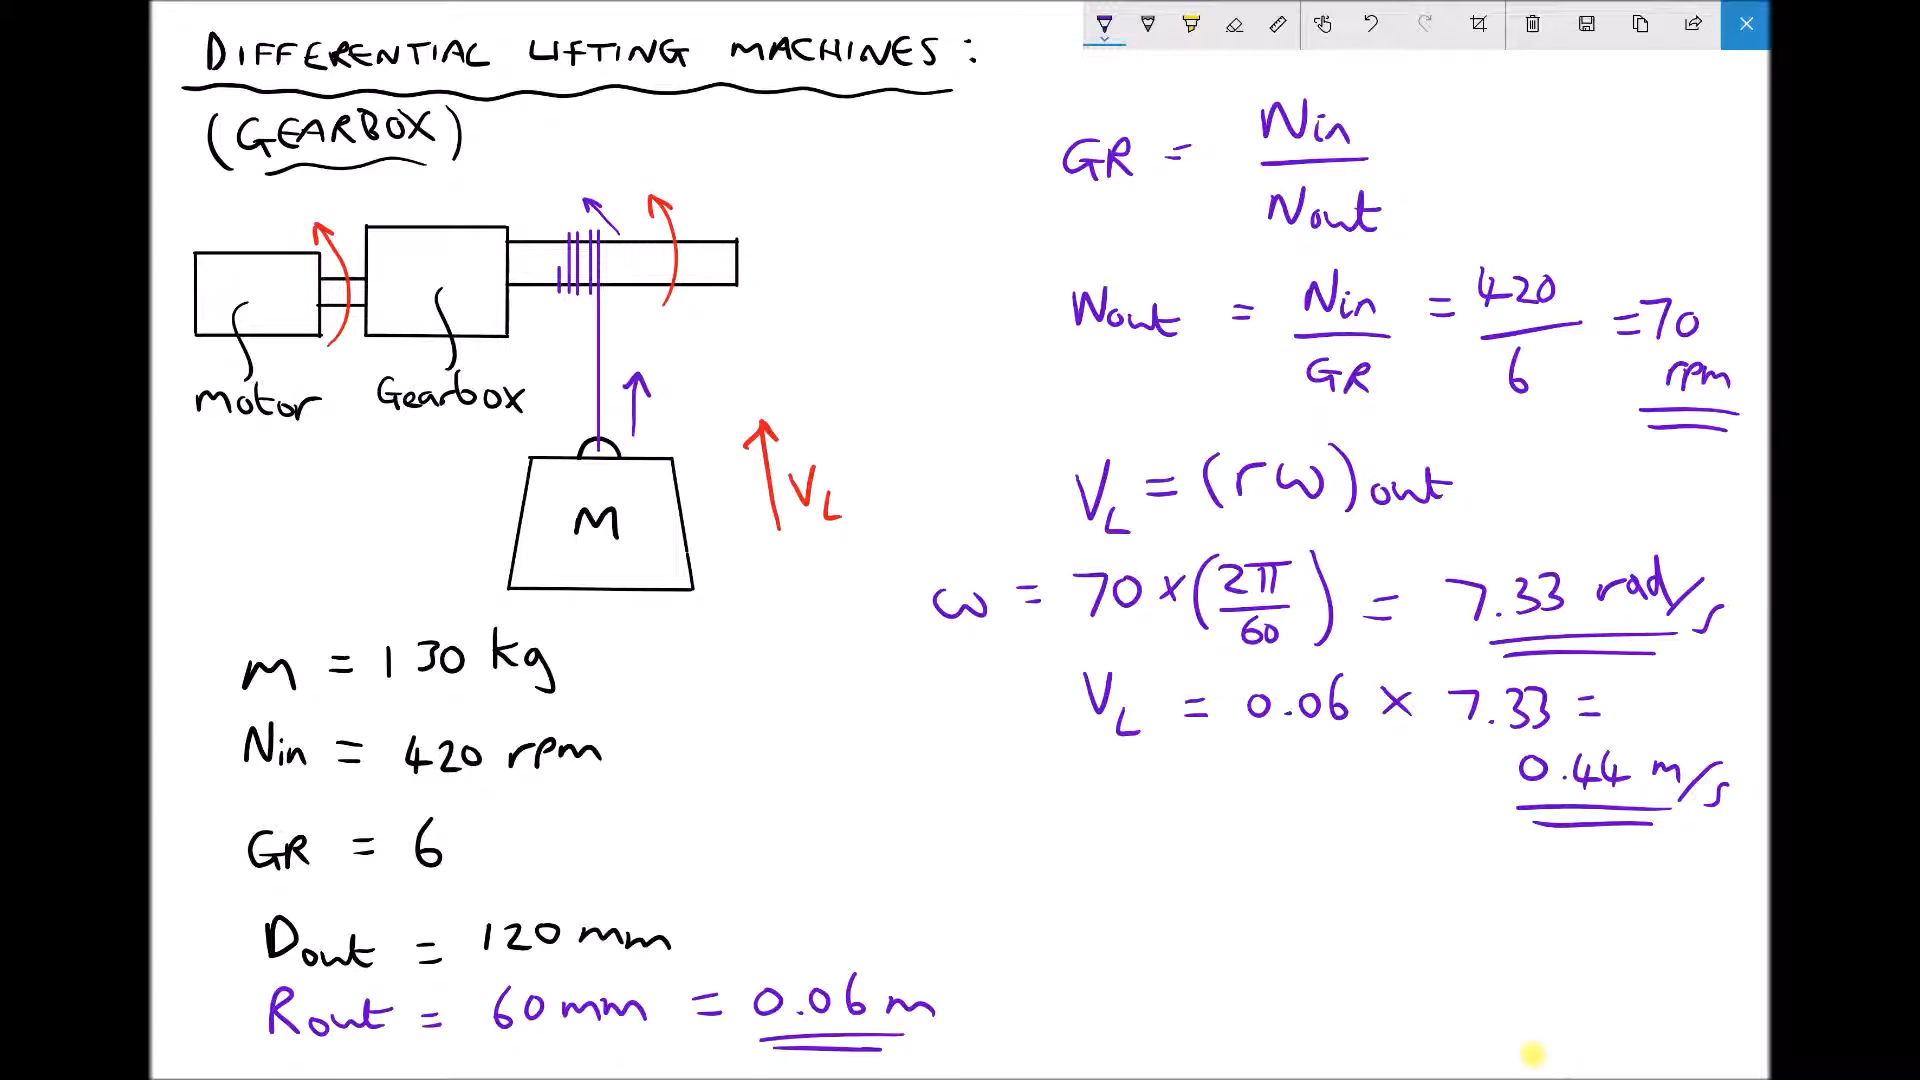 DIFFERENTIAL LIFTING MACHINES :
(GEARBOX)
motor
Gearbox
M
VL
m = 130 kg
Nin = 420 rpm
GR = 6
Dout = 120 mm
Rout = 60 mm = 0.06 m
GR = Nin / Nout
Wout = Nin / GR = 420 / 6 = 70 rpm
VL = (rω)out
ω = 70 × (2π / 60) = 7.33 rad/s
VL = 0.06 × 7.33 =
0.44 m/s